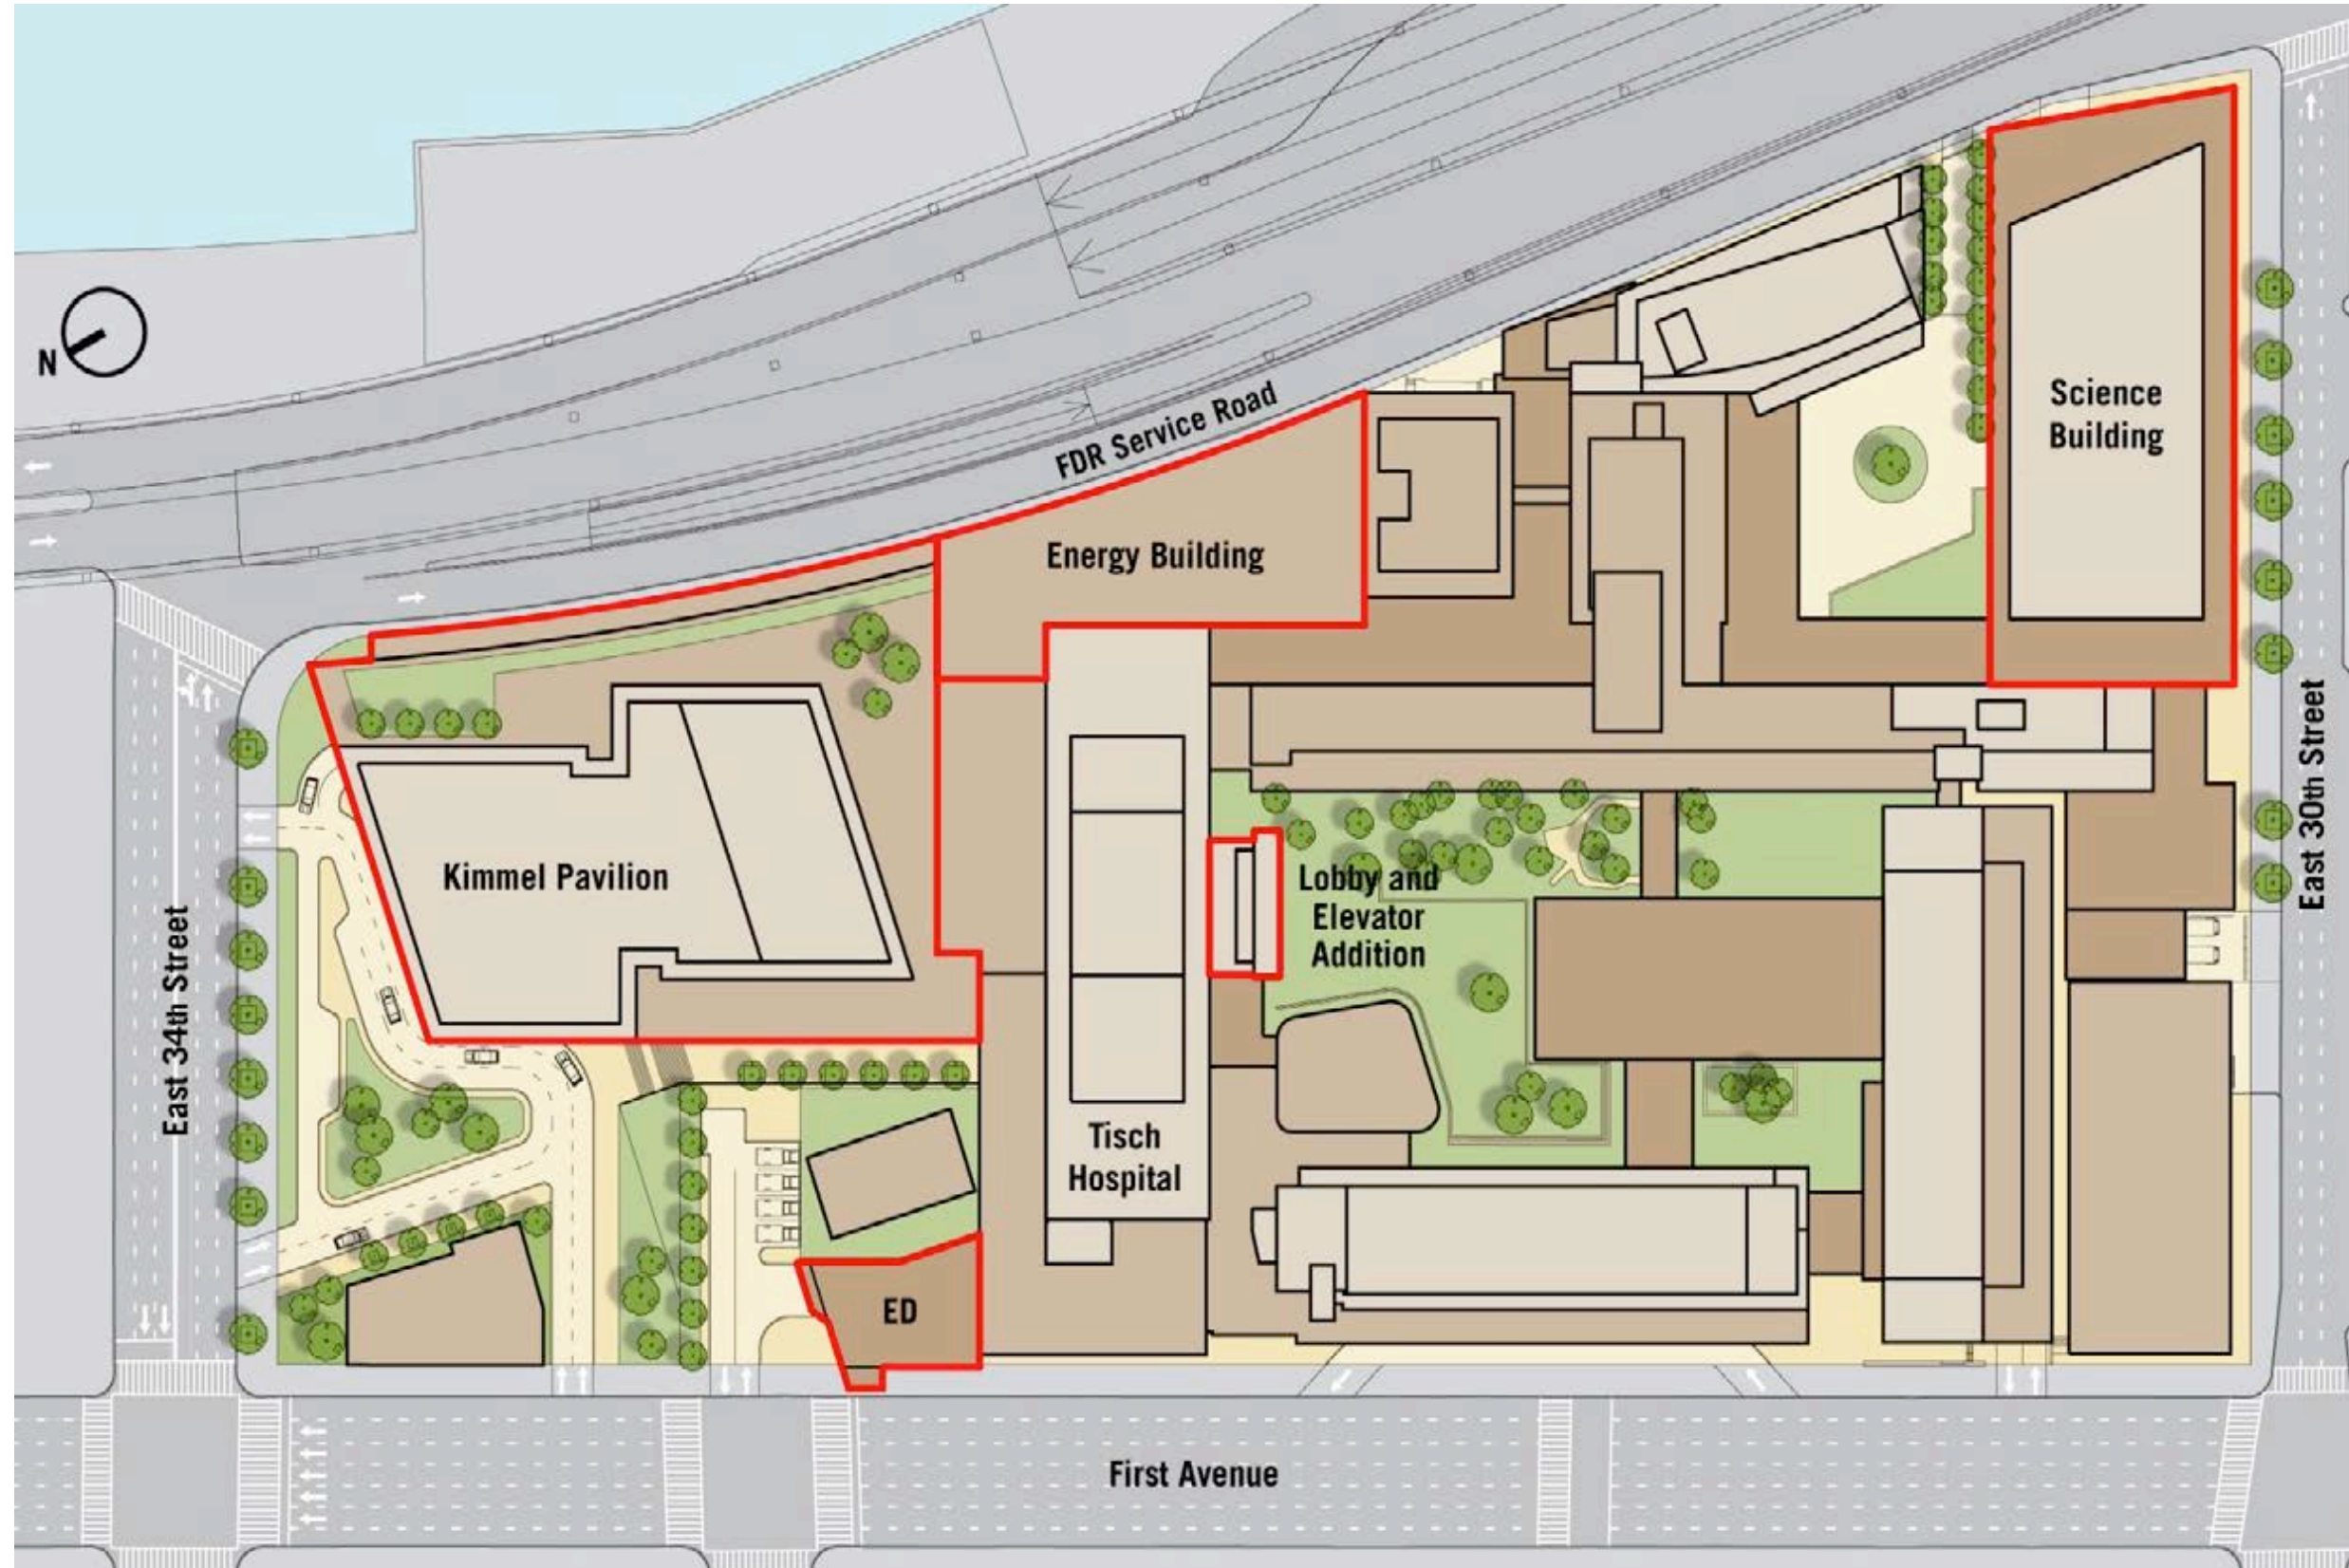 N
FDR Service Road
Science
Building
Energy Building
Kimmel Pavilion
Lobby and
Elevator
Addition
East 34th Street
East 30th Street
Tisch
Hospital
ED
First Avenue